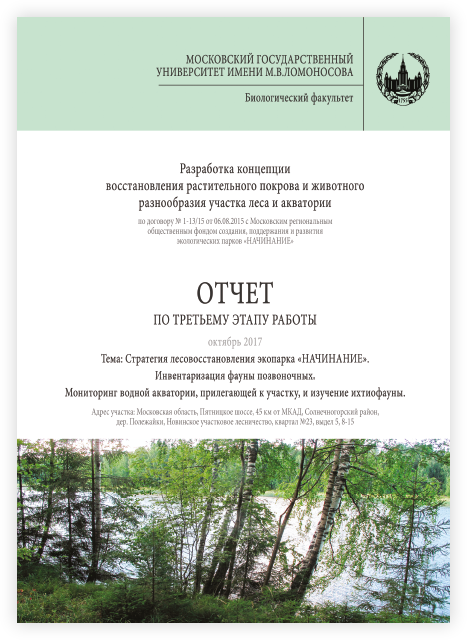 МОСКОВСКИЙ ГОСУДАРСТВЕННЫЙ
УНИВЕРСИТЕТ ИМЕНИ М.В.ЛОМОНОСОВА
Биологический факультет
1755
Разработка концепции
восстановления растительного покрова и животного
разнообразия участка леса и акватории
по договору № 1-13/15 от 06.08.2015 с Московским региональным
общественным фондом создания, поддержания и развития
экологических парков «НАЧИНАНИЕ»
ОТЧЕТ
ПО ТРЕТЬЕМУ ЭТАПУ РАБОТЫ
октябрь 2017
Тема: Стратегия лесовосстановления экопарка «НАЧИНАНИЕ».
Инвентаризация фауны позвоночных.
Мониторинг водной акватории, прилегающей к участку, и изучение ихтиофауны.
Адрес участка: Московская область, Пятницкое шоссе, 45 км от МКАД, Солнечногорский район,
дер. Полежайки, Новинское участковое лесничество, квартал №23, выдел 5, 8-15